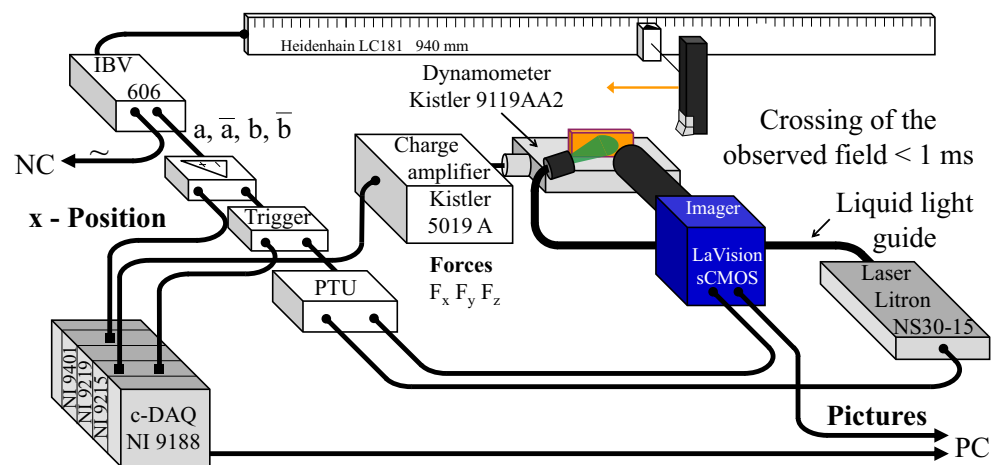 Heidenhain LC181 940 mm
IBV
606
a, a̅, b, b̅
NC
~
x - Position
Trigger
PTU
Dynamometer
Kistler 9119AA2
Charge
amplifier
Kistler
5019 A
Forces
Fx Fy Fz
Crossing of the
observed field < 1 ms
Imager
LaVision
sCMOS
Liquid light
guide
Laser
Litron
NS30-15
NI 9401
NI 9219
NI 9215
c-DAQ
NI 9188
Pictures
PC